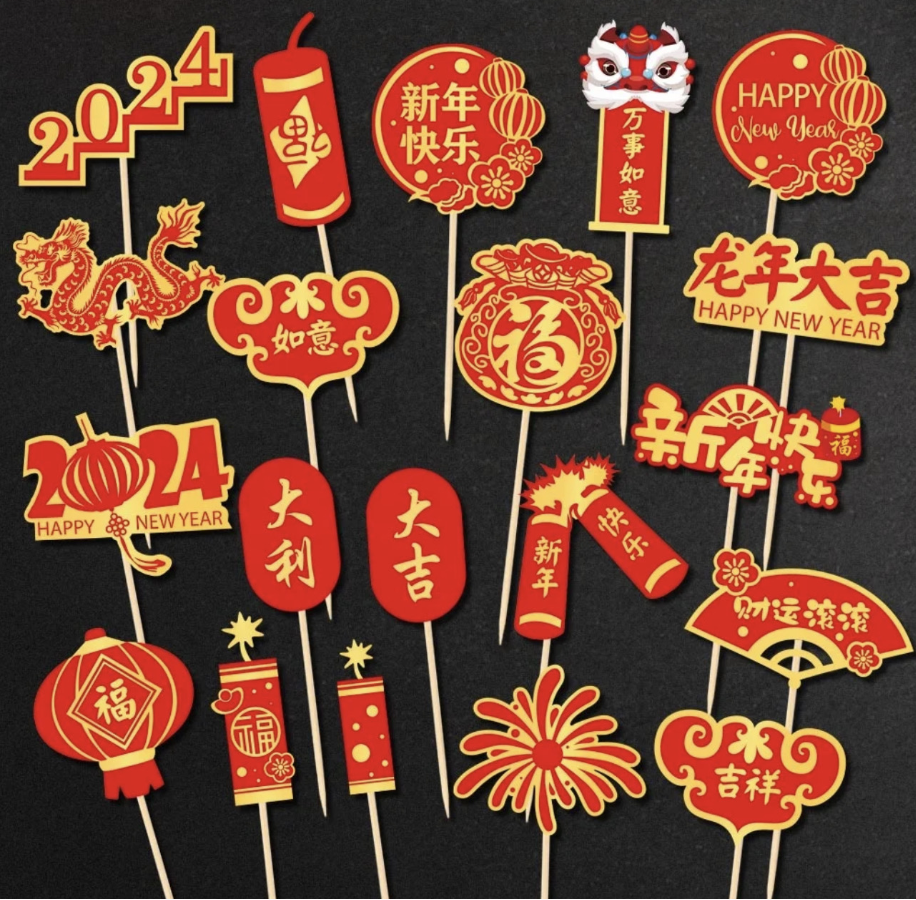 2024
福
新年
快乐
万事如意
HAPPY
New Year
如意
福
龙年大吉
HAPPY NEW YEAR
2024
HAPPY NEW YEAR
大利
大吉
新年
快乐
新年快乐
福
财运滚滚
福
福
吉祥